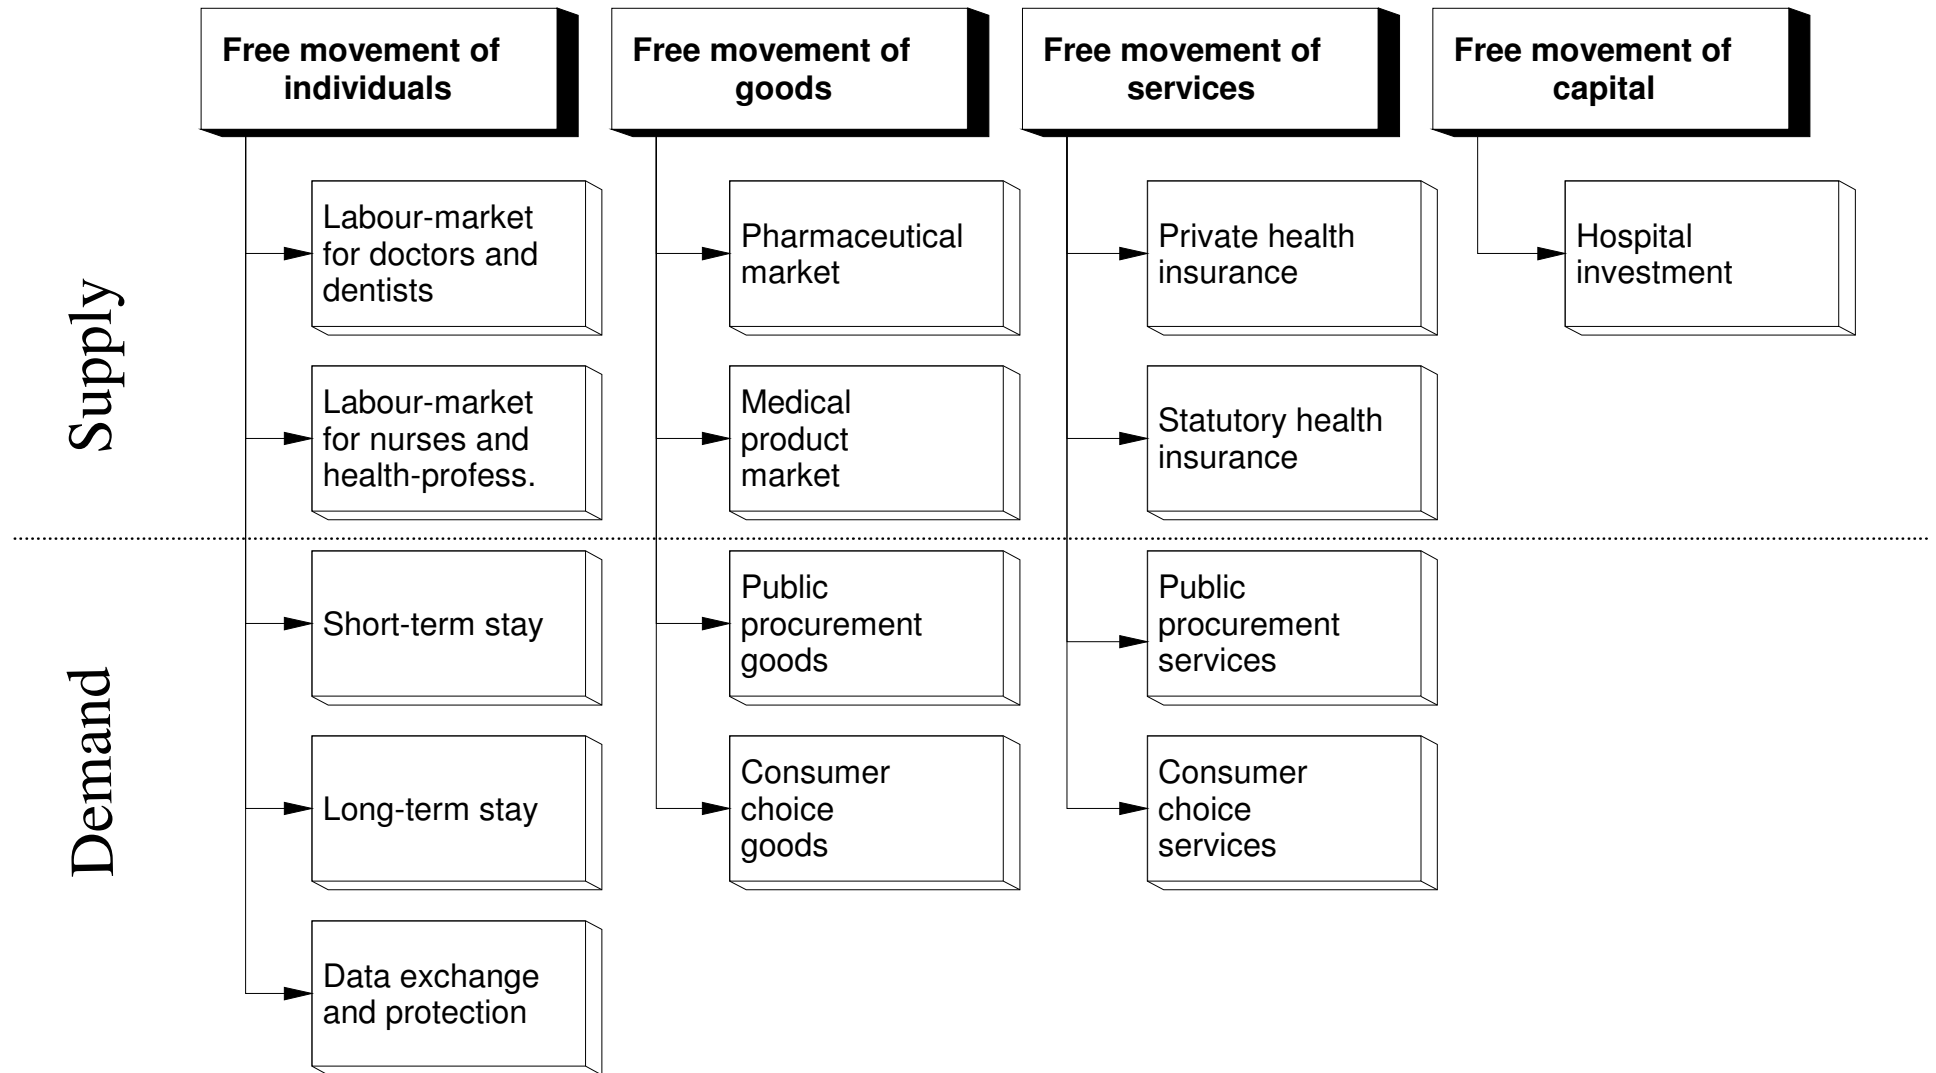 Free movement of
individuals
Free movement of
goods
Free movement of
services
Free movement of
capital
Supply
Labour-market
for doctors and
dentists
Pharmaceutical
market
Private health
insurance
Hospital
investment
Labour-market
for nurses and
health-profess.
Medical
product
market
Statutory health
insurance
Demand
Short-term stay
Public
procurement
goods
Public
procurement
services
Long-term stay
Consumer
choice
goods
Consumer
choice
services
Data exchange
and protection